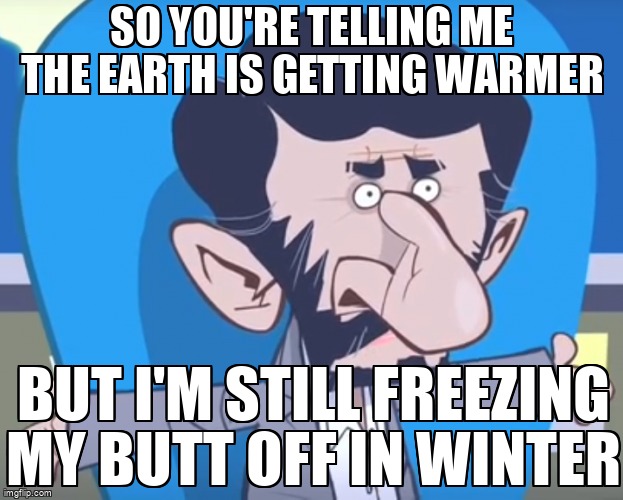 SO YOU'RE TELLING ME
THE EARTH IS GETTING WARMER
BUT I'M STILL FREEZING
MY BUTT OFF IN WINTER
imgflip.com